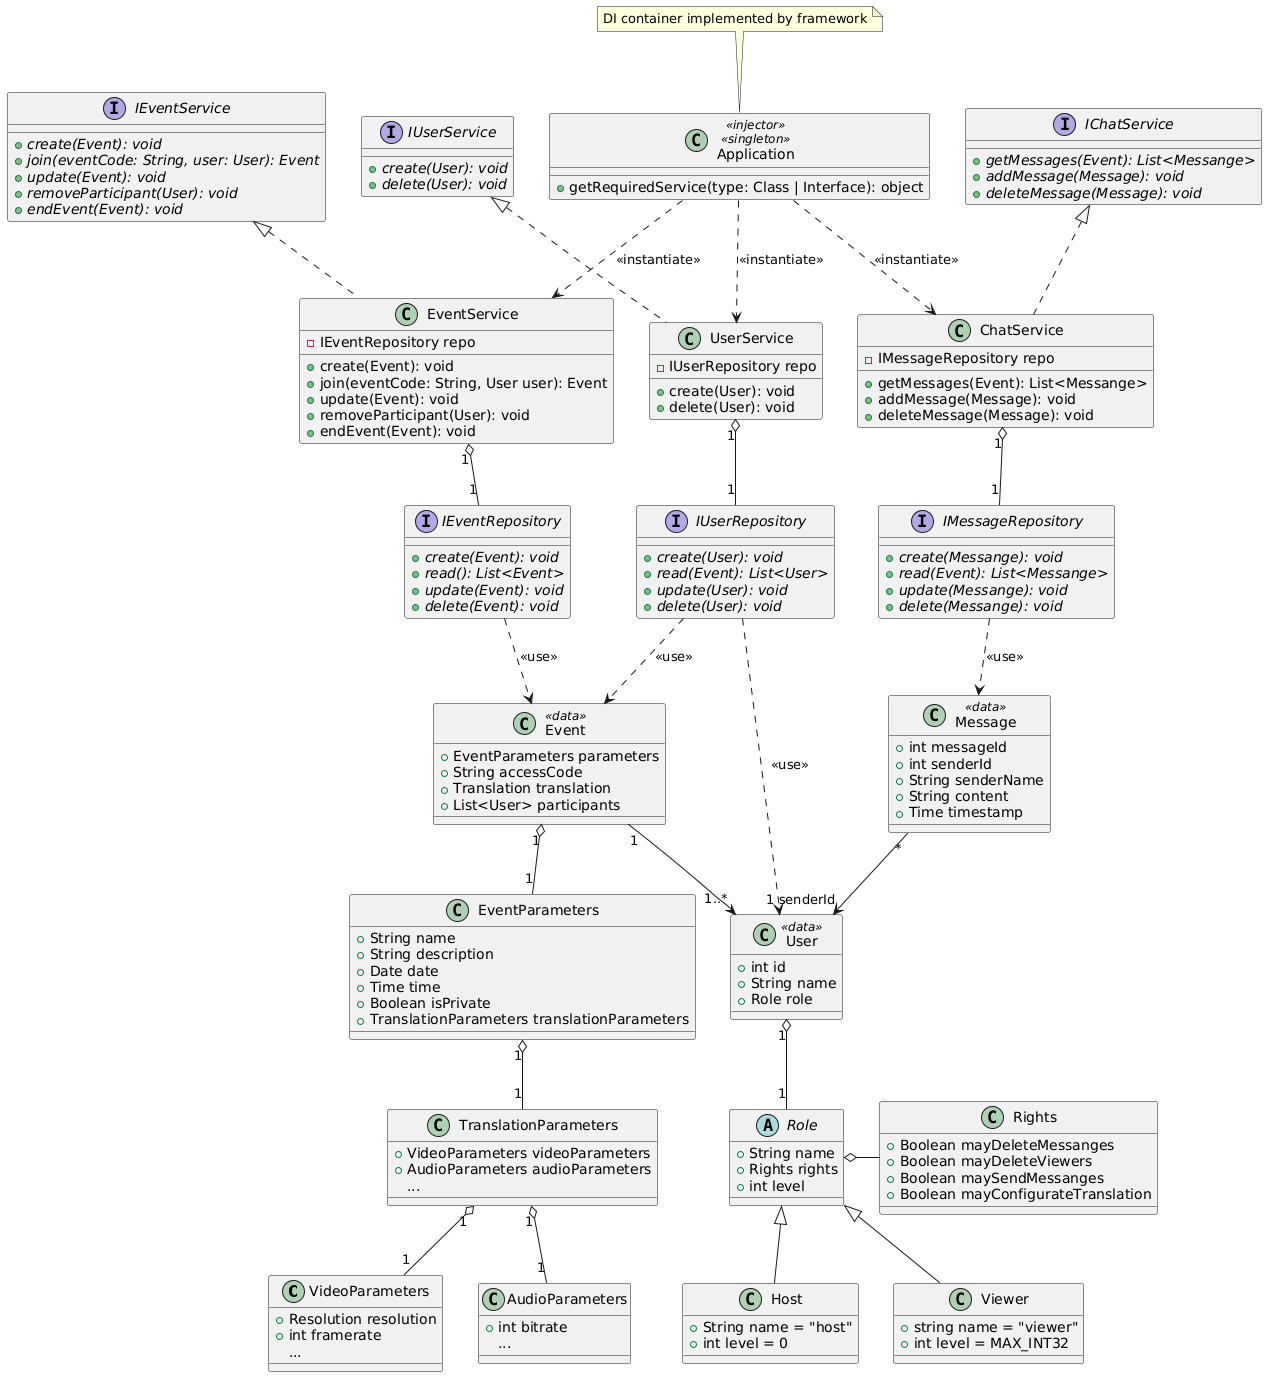 DI container implemented by framework
I IEventService
create(Event): void
join(eventCode: String, user: User): Event
update(Event): void
removeParticipant(User): void
endEvent(Event): void
I IUserService
create(User): void
delete(User): void
«injector»
«singleton»
C Application
getRequiredService(type: Class | Interface): object
I IChatService
getMessages(Event): List<Messange>
addMessage(Message): void
deleteMessage(Message): void
«instantiate»
«instantiate»
«instantiate»
C EventService
IEventRepository repo
create(Event): void
join(eventCode: String, User user): Event
update(Event): void
removeParticipant(User): void
endEvent(Event): void
C UserService
IUserRepository repo
create(User): void
delete(User): void
C ChatService
IMessageRepository repo
getMessages(Event): List<Messange>
addMessage(Message): void
deleteMessage(Message): void
1
1
1
1
1
1
I IEventRepository
create(Event): void
read(): List<Event>
update(Event): void
delete(Event): void
I IUserRepository
create(User): void
read(Event): List<User>
update(User): void
delete(User): void
I IMessageRepository
create(Messange): void
read(Event): List<Messange>
update(Messange): void
delete(Messange): void
«use»
«use»
«use»
«use»
«data»
C Event
EventParameters parameters
String accessCode
Translation translation
List<User> participants
«data»
C Message
int messageId
int senderId
String senderName
String content
Time timestamp
1
1
*
1
1..*
1 senderId
C EventParameters
String name
String description
Date date
Time time
Boolean isPrivate
TranslationParameters translationParameters
«data»
C User
int id
String name
Role role
1
1
1
1
C TranslationParameters
VideoParameters videoParameters
AudioParameters audioParameters
...
A Role
String name
Rights rights
int level
C Rights
Boolean mayDeleteMessanges
Boolean mayDeleteViewers
Boolean maySendMessanges
Boolean mayConfigurateTranslation
1
1
1
1
C VideoParameters
Resolution resolution
int framerate
...
C AudioParameters
int bitrate
...
C Host
String name = "host"
int level = 0
C Viewer
string name = "viewer"
int level = MAX_INT32